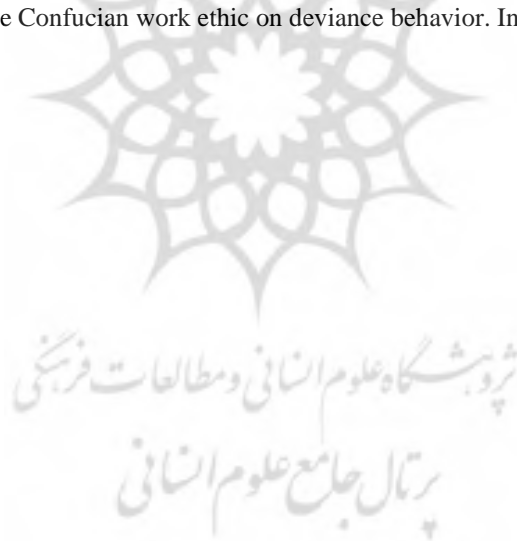 e Confucian work ethic on deviance behavior. In
پژوهشگاه علوم انسانی و مطالعات فرهنگی
پرتال جامع علوم انسانی